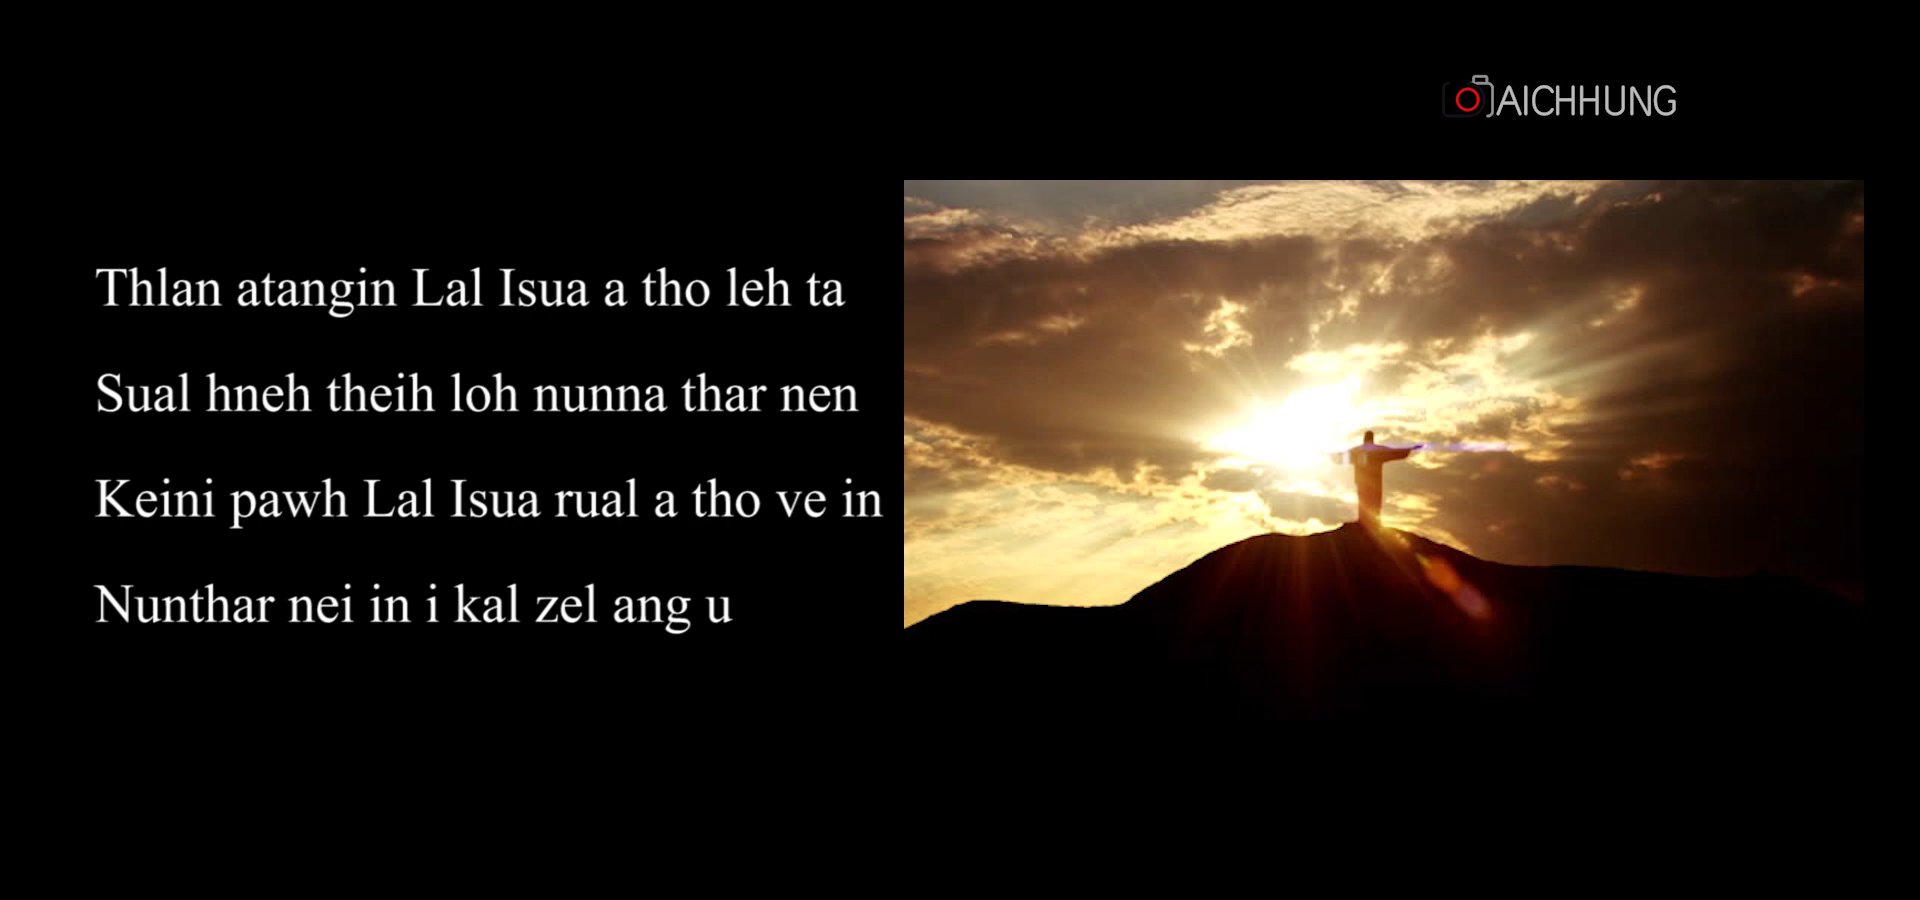 AICHHUNG
Thlan atangin Lal Isua a tho leh ta
Sual hneh theih loh nunna thar nen
Keini pawh Lal Isua rual a tho ve in
Nunthar nei in i kal zel ang u